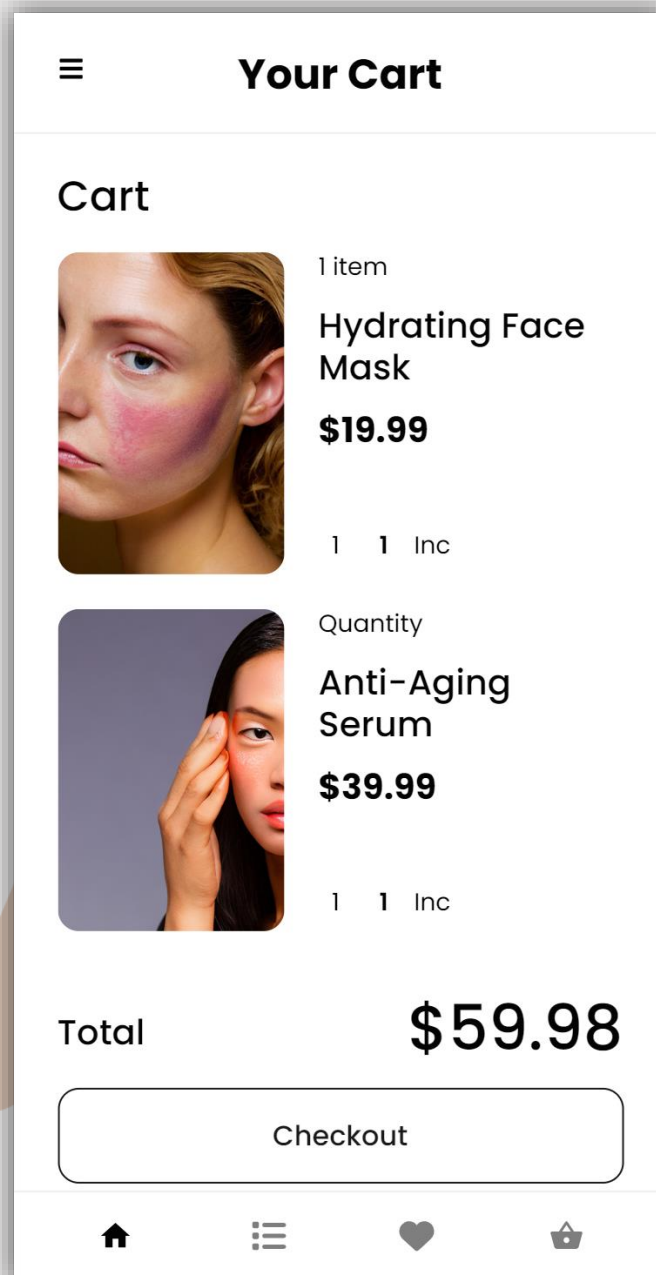 Your Cart
Cart
1 item
Hydrating Face
Mask
$19.99
1 1 Inc
Quantity
Anti-Aging
Serum
$39.99
1 1 Inc
Total $59.98
Checkout